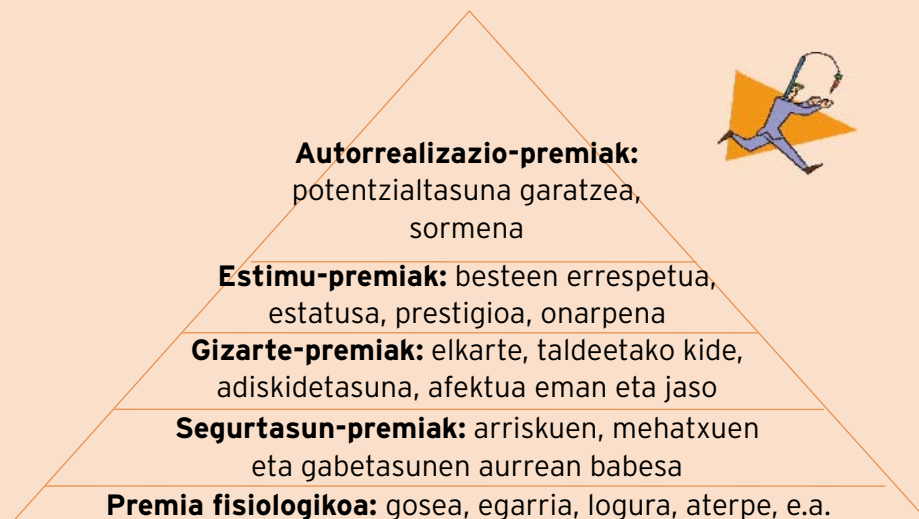 Autorrealizazio-premiak:
potentzialtasuna garatzea,
sormena
Estimu-premiak: besteen errespetua,
estatusa, prestigioa, onarpena
Gizarte-premiak: elkarte, taldeetako kide,
adiskidetasuna, afektua eman eta jaso
Segurtasun-premiak: arriskuen, mehatxuen
eta gabetasunen aurrean babesa
Premia fisiologikoa: gosea, egarria, logura, aterpe, e.a.